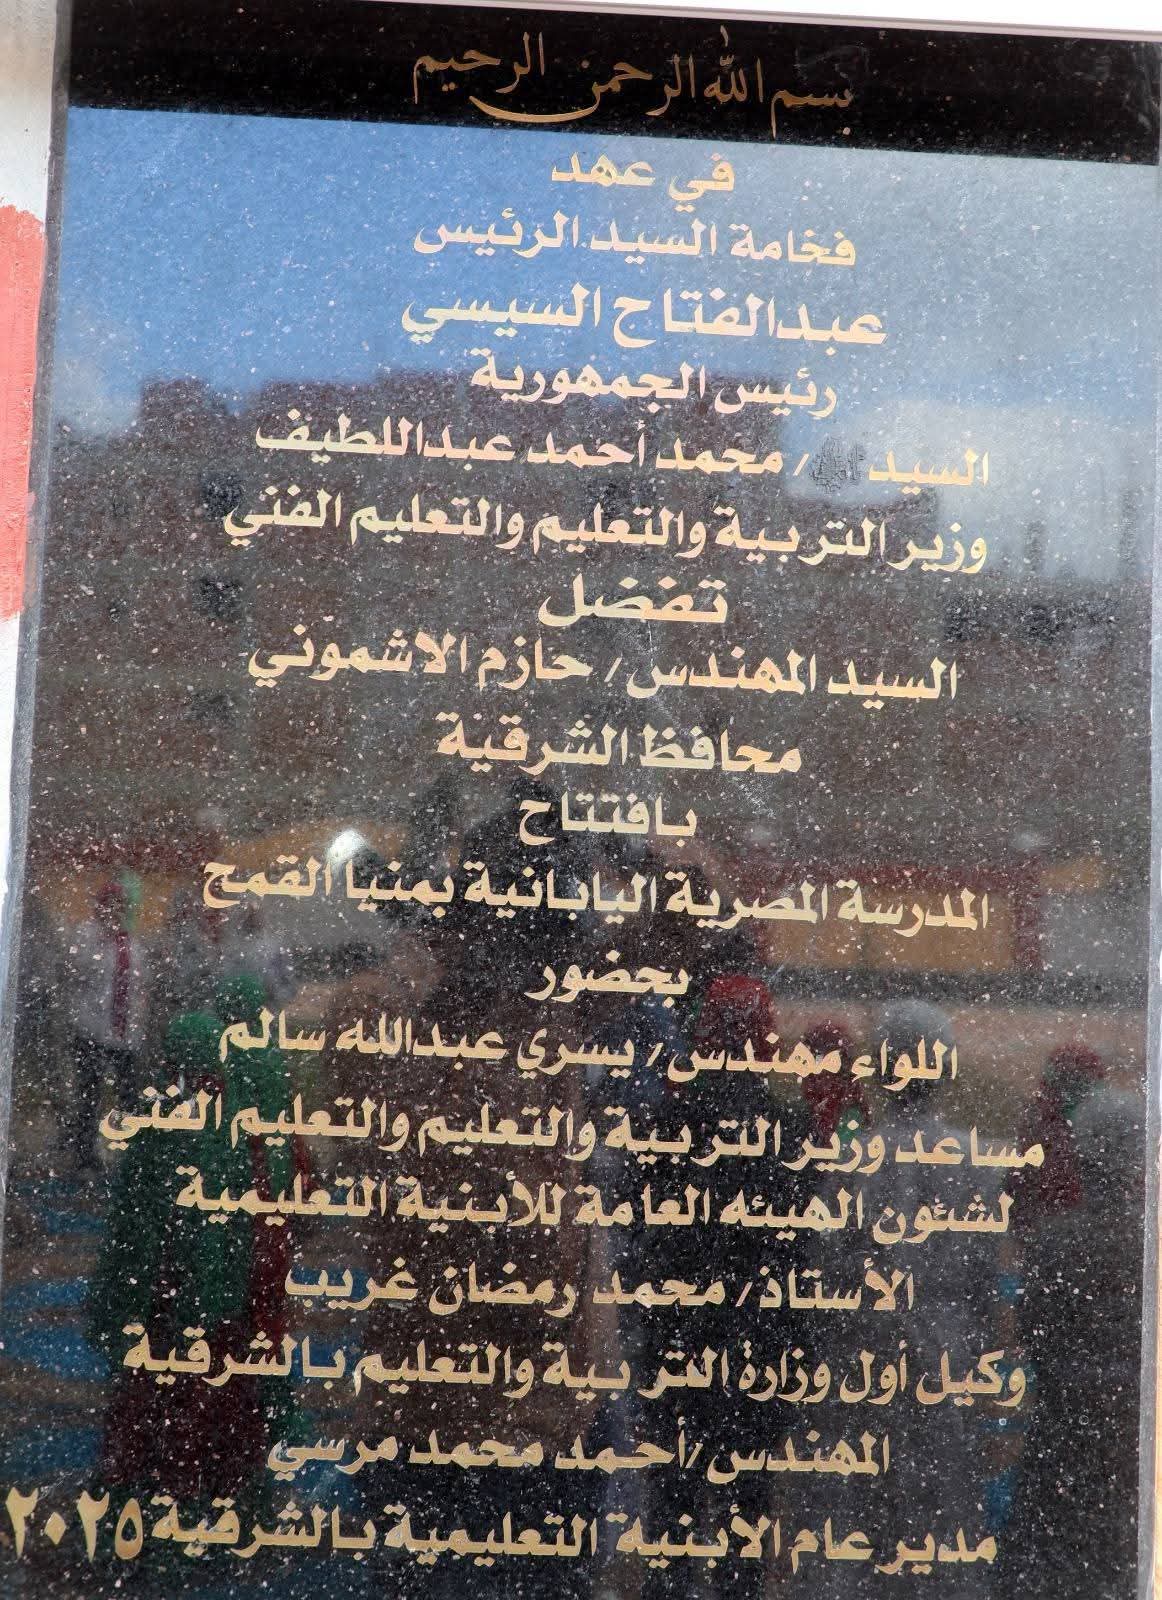 بسم الله الرحمن الرحيم
في عهد
فخامة السيد الرئيس
عبدالفتاح السيسي
رئيس الجمهورية
السيد / محمد أحمد عبداللطيف
وزير التربية والتعليم والتعليم الفني
تفضل
السيد المهندس / حازم الاشموني
محافظ الشرقية
بافتتاح
المدرسة المصرية اليابانية بمنيا القمح
بحضور
اللواء مهندس / يسري عبدالله سالم
مساعد وزير التربية والتعليم والتعليم الفني
لشئون الهيئه العامة للأبنية التعليمية
الأستاذ / محمد رمضان غريب
وكيل أول وزارة التربية والتعليم بالشرقية
المهندس /أحمد محمد مرسي
مدير عام الأبنية التعليمية بالشرقية ٢٠٢٥